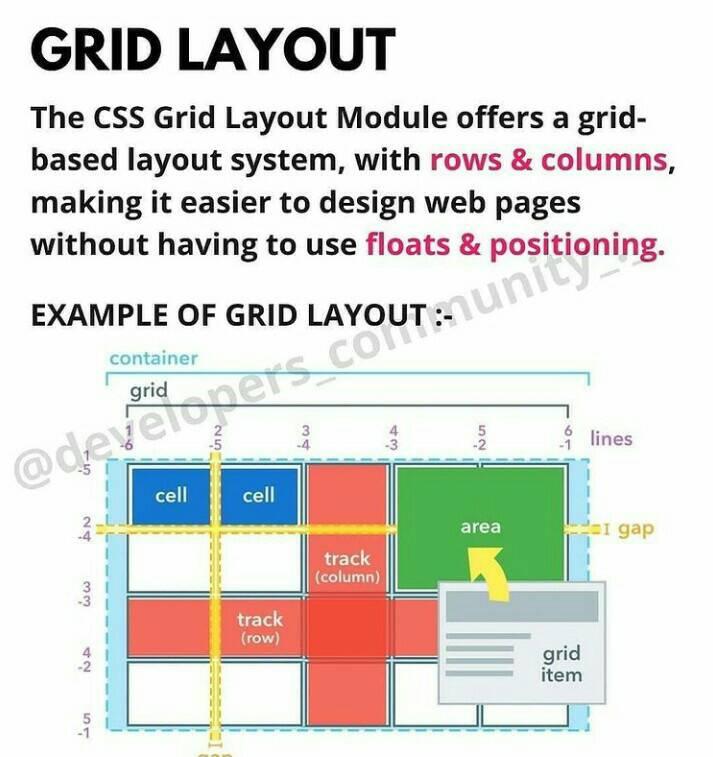 GRID LAYOUT
The CSS Grid Layout Module offers a grid-
based layout system, with rows & columns,
making it easier to design web pages
without having to use floats & positioning.
EXAMPLE OF GRID LAYOUT :-
@developers_community_._
container
grid
1 2 3 4 5 6
-6 -5 -4 -3 -2 -1 lines
1
-5
cell cell
2
-4
area
gap
track
(column)
3
-3
track
(row)
4
-2
grid
item
5
-1